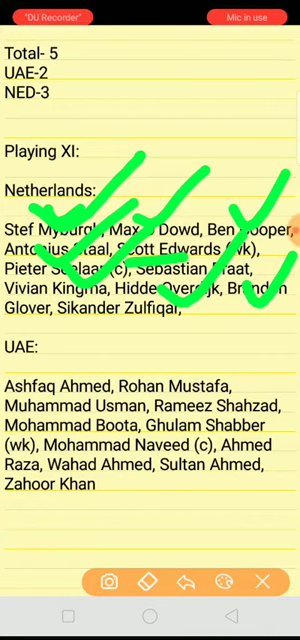 "DU Recorder"
Mic in use
Total- 5
UAE-2
NED-3
Playing XI:
Netherlands:
Stef Myburgh, Max O Dowd, Ben Cooper,
Antonius Staal, Scott Edwards (wk),
Pieter Seelaar (c), Sebastian Braat,
Vivian Kingma, Hidde Overdijk, Brandon
Glover, Sikander Zulfiqar,
UAE:
Ashfaq Ahmed, Rohan Mustafa,
Muhammad Usman, Rameez Shahzad,
Mohammad Boota, Ghulam Shabber
(wk), Mohammad Naveed (c), Ahmed
Raza, Wahad Ahmed, Sultan Ahmed,
Zahoor Khan